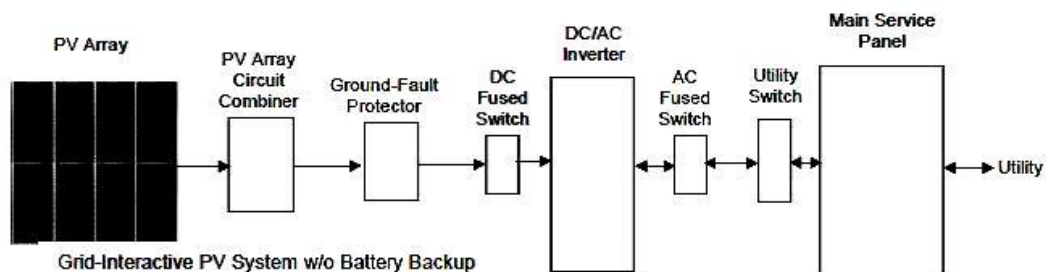 PV Array
PV Array
Circuit
Combiner
Ground-Fault
Protector
DC
Fused
Switch
DC/AC
Inverter
AC
Fused
Switch
Utility
Switch
Main Service
Panel
Utility
Grid-Interactive PV System w/o Battery Backup